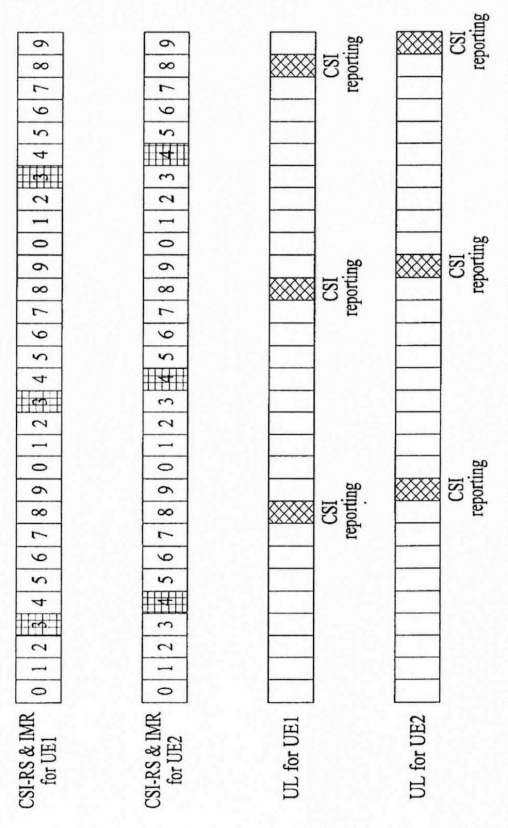 CSI-RS & IMR
for UE1
0 1 2 3 4 5 6 7 8 9 0 1 2 3 4 5 6 7 8 9 0 1 2 3 4 5 6 7 8 9
CSI-RS & IMR
for UE2
0 1 2 3 4 5 6 7 8 9 0 1 2 3 4 5 6 7 8 9 0 1 2 3 4 5 6 7 8 9
UL for UE1
CSI
reporting
CSI
reporting
CSI
reporting
UL for UE2
CSI
reporting
CSI
reporting
CSI
reporting